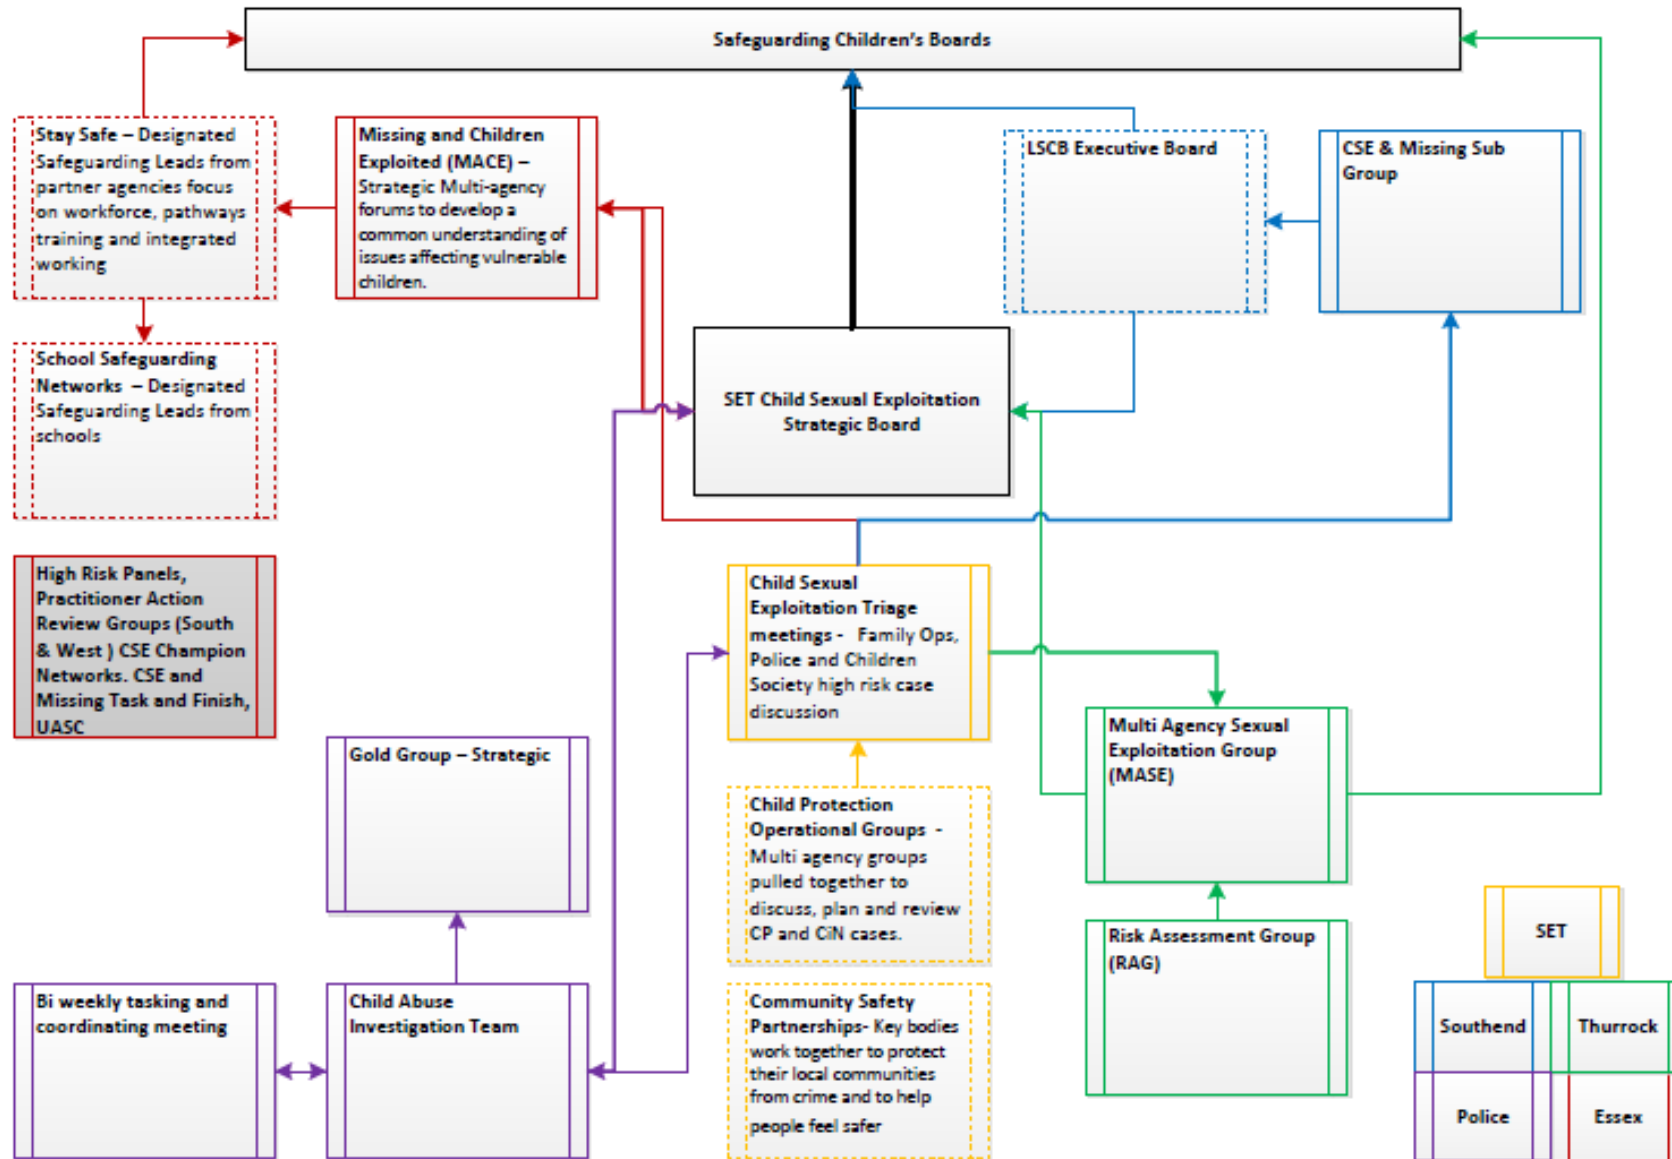 Safeguarding Children's Boards
Stay Safe – Designated
Safeguarding Leads from
partner agencies focus
on workforce, pathways
training and integrated
working
Missing and Children
Exploited (MACE) –
Strategic Multi-agency
forums to develop a
common understanding of
issues affecting vulnerable
children.
LSCB Executive Board
CSE & Missing Sub
Group
School Safeguarding
Networks – Designated
Safeguarding Leads from
schools
SET Child Sexual Exploitation
Strategic Board
High Risk Panels,
Practitioner Action
Review Groups (South
& West ) CSE Champion
Networks. CSE and
Missing Task and Finish,
UASC
Child Sexual
Exploitation Triage
meetings - Family Ops,
Police and Children
Society high risk case
discussion
Multi Agency Sexual
Exploitation Group
(MASE)
Gold Group – Strategic
Child Protection
Operational Groups -
Multi agency groups
pulled together to
discuss, plan and review
CP and CiN cases.
Risk Assessment Group
(RAG)
Bi weekly tasking and
coordinating meeting
Child Abuse
Investigation Team
Community Safety
Partnerships- Key bodies
work together to protect
their local communities
from crime and to help
people feel safer
SET
Southend
Thurrock
Police
Essex